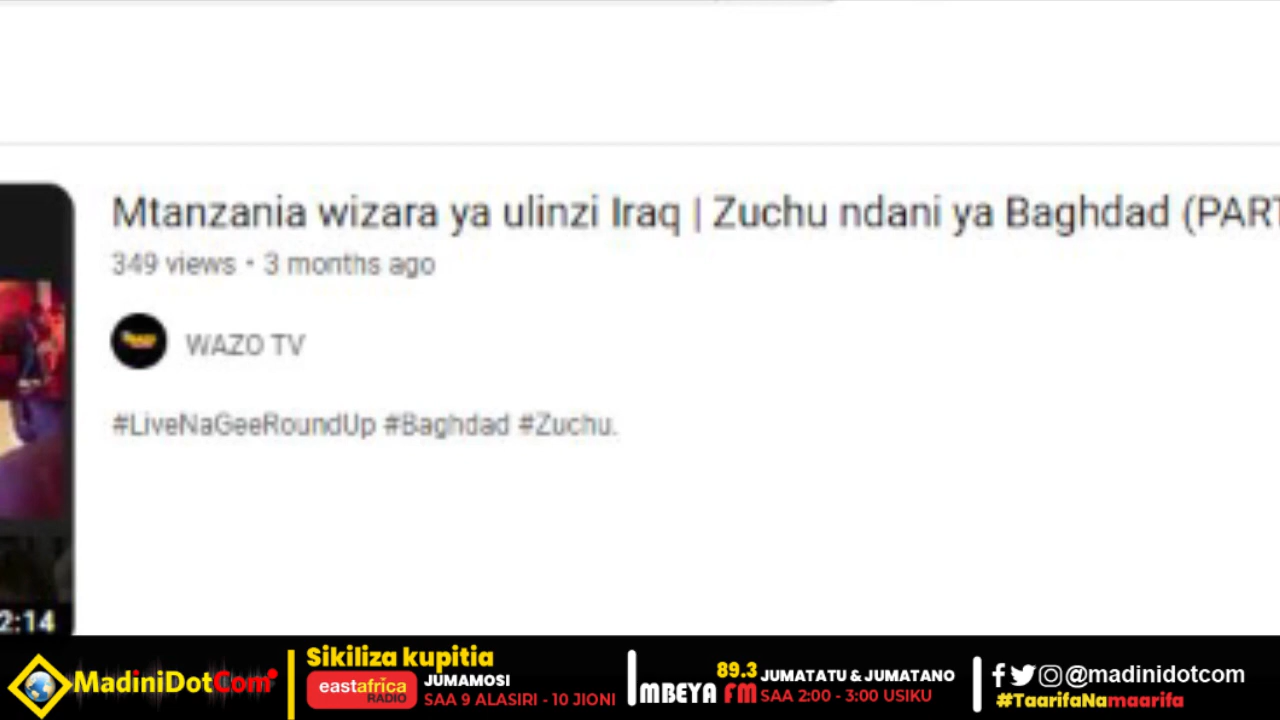 Mtanzania wizara ya ulinzi Iraq | Zuchu ndani ya Baghdad (PART
349 views • 3 months ago
WAZO TV
#LiveNaGeeRoundUp #Baghdad #Zuchu.
2:14
MadiniDotCom
Sikiliza kupitia
eastafrica RADIO
JUMAMOSI
SAA 9 ALASIRI - 10 JIONI
89.3
MBEYA FM
JUMATATU & JUMATANO
SAA 2:00 - 3:00 USIKU
@madinidotcom
#TaarifaNamaarifa